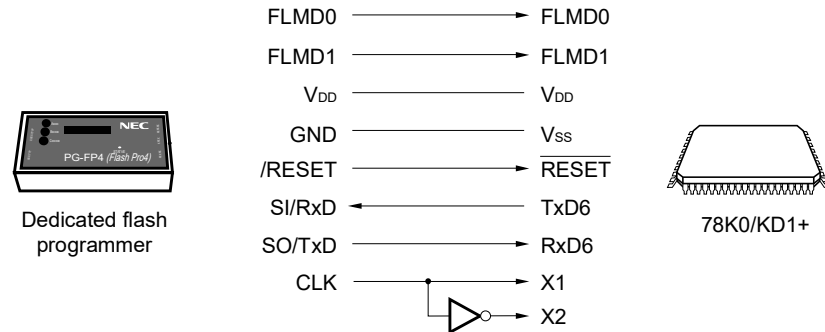 FLMD0 FLMD0
FLMD1 FLMD1
VDD VDD
GND VSS
/RESET RESET
SI/RxD TxD6
SO/TxD RxD6
CLK X1
X2
NEC
PG-FP4 (Flash Pro4)
Dedicated flash
programmer
78K0/KD1+